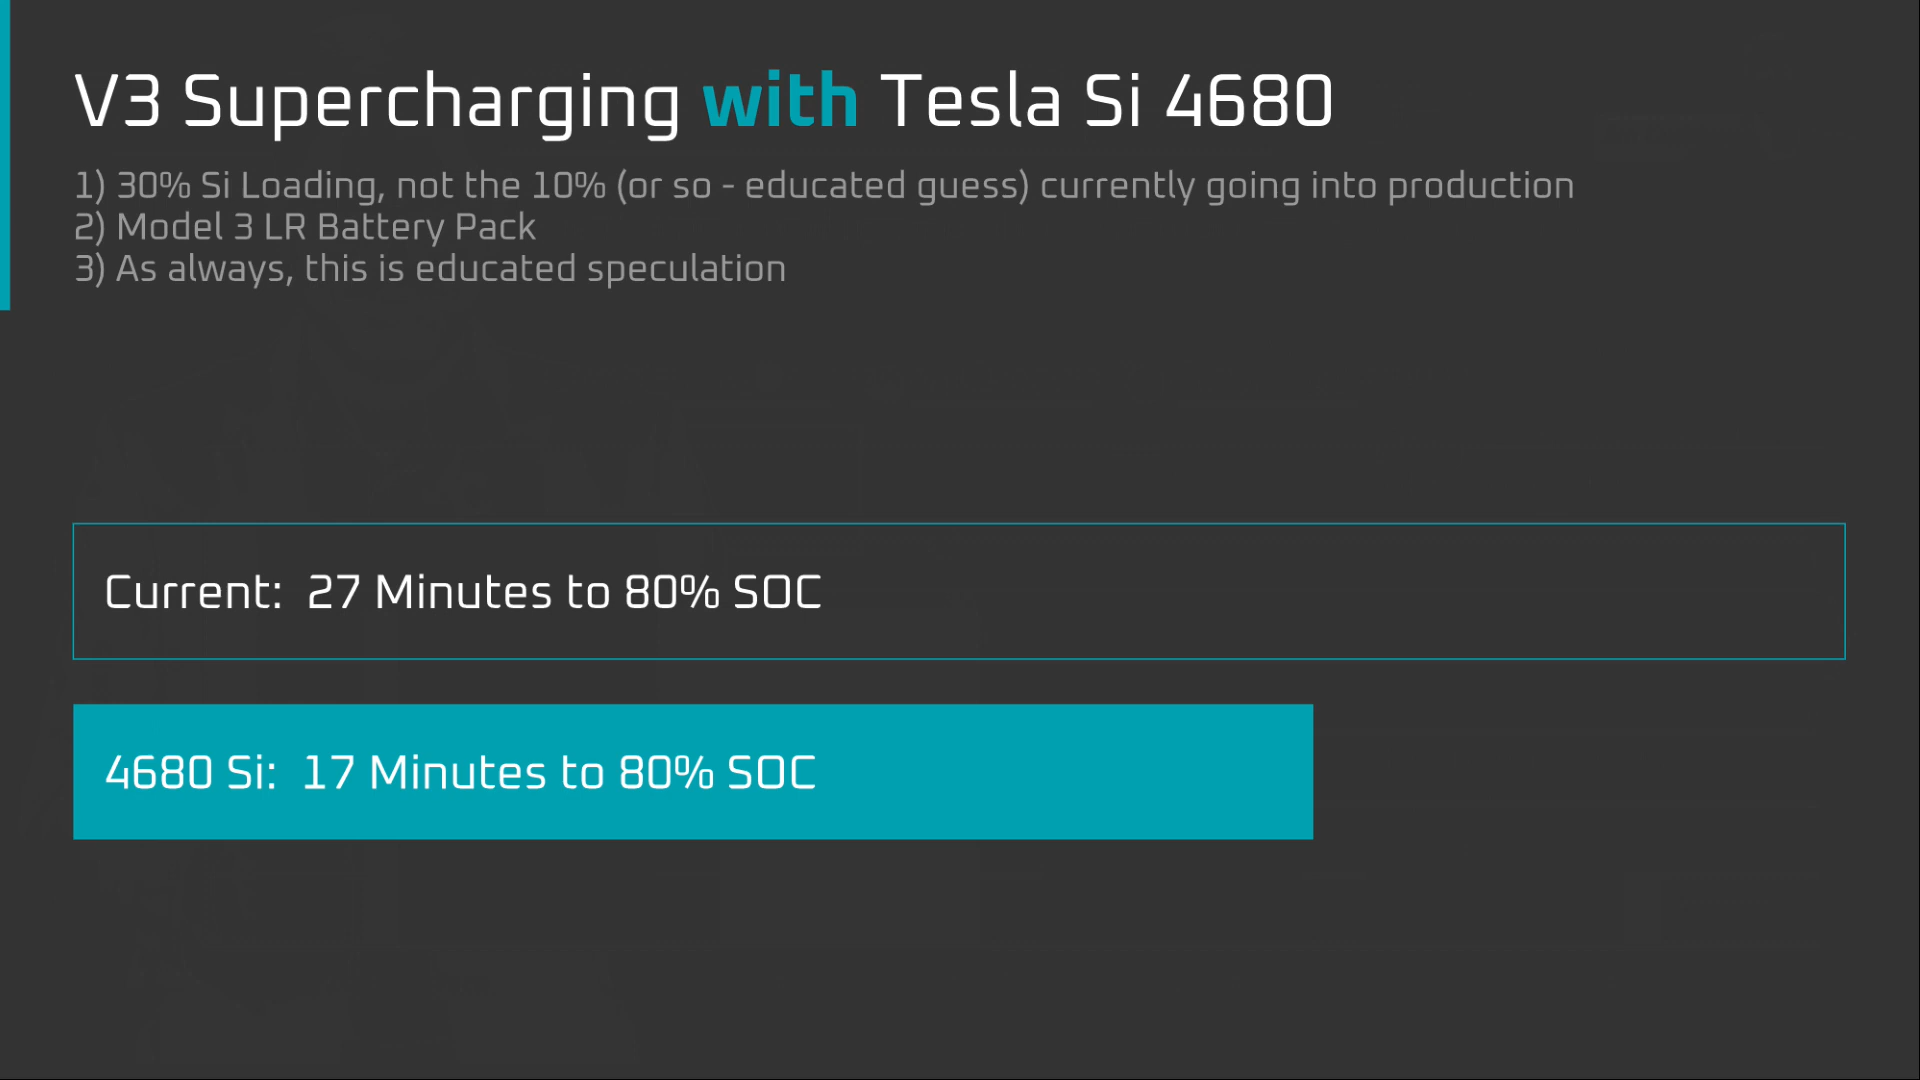 V3 Supercharging with Tesla Si 4680
1) 30% Si Loading, not the 10% (or so - educated guess) currently going into production
2) Model 3 LR Battery Pack
3) As always, this is educated speculation
Current: 27 Minutes to 80% SOC
4680 Si: 17 Minutes to 80% SOC